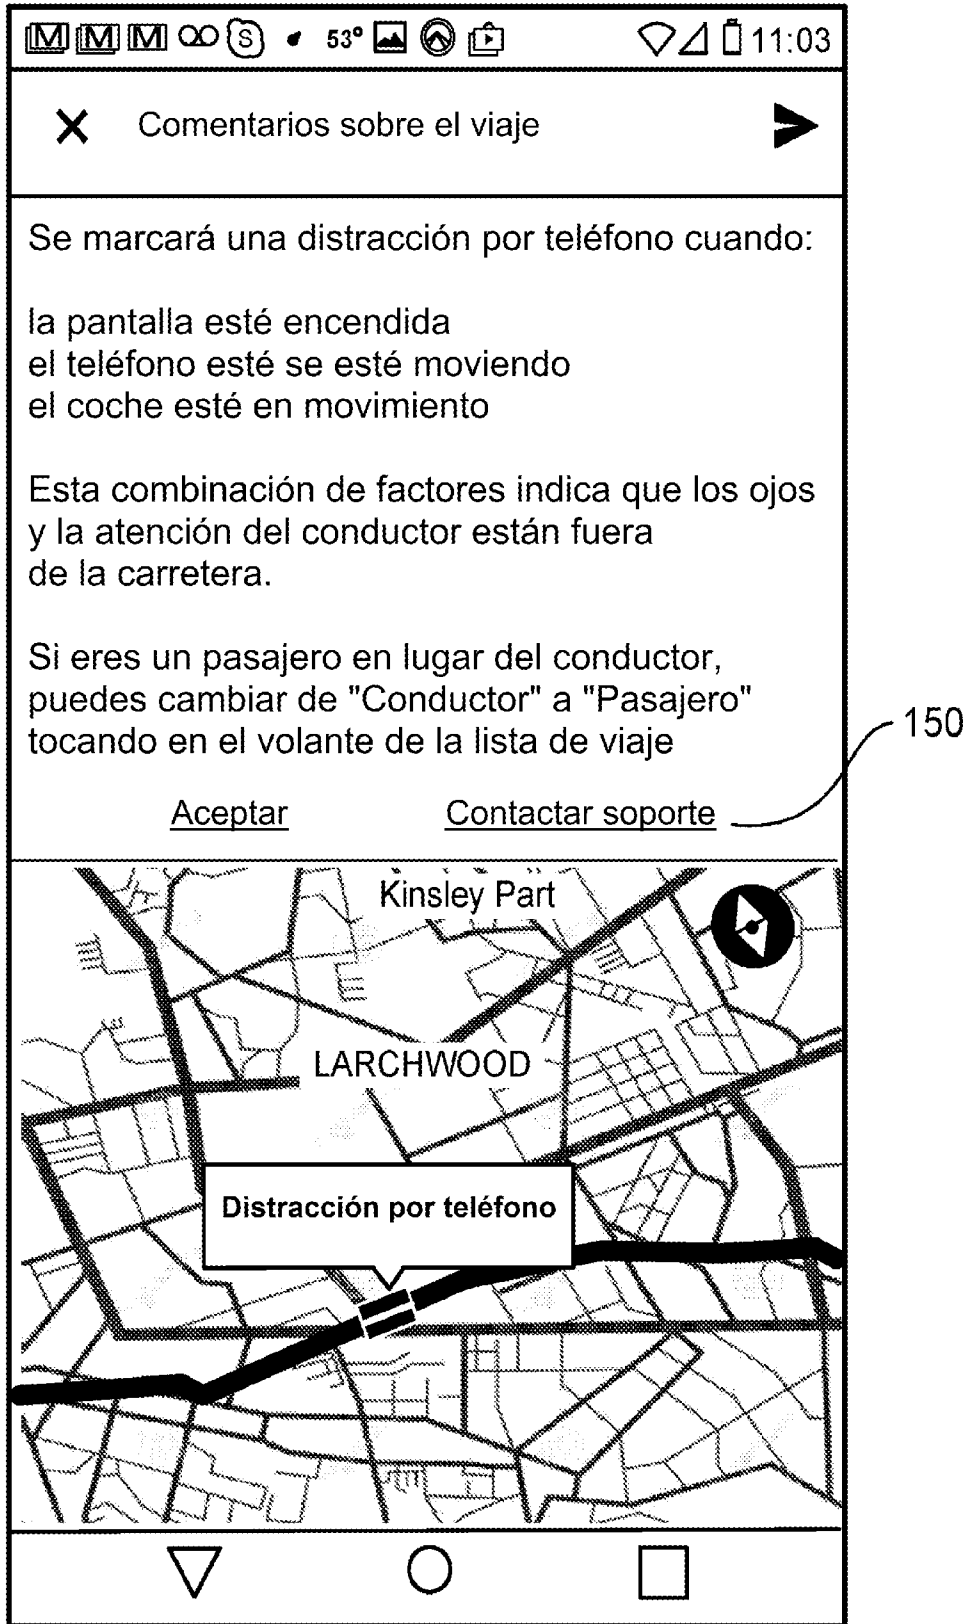 53° 11:03
Comentarios sobre el viaje
Se marcará una distracción por teléfono cuando:
la pantalla esté encendida
el teléfono esté se esté moviendo
el coche esté en movimiento
Esta combinación de factores indica que los ojos
y la atención del conductor están fuera
de la carretera.
Si eres un pasajero en lugar del conductor,
puedes cambiar de "Conductor" a "Pasajero"
tocando en el volante de la lista de viaje
150
Aceptar Contactar soporte
Kinsley Part
LARCHWOOD
Distracción por teléfono